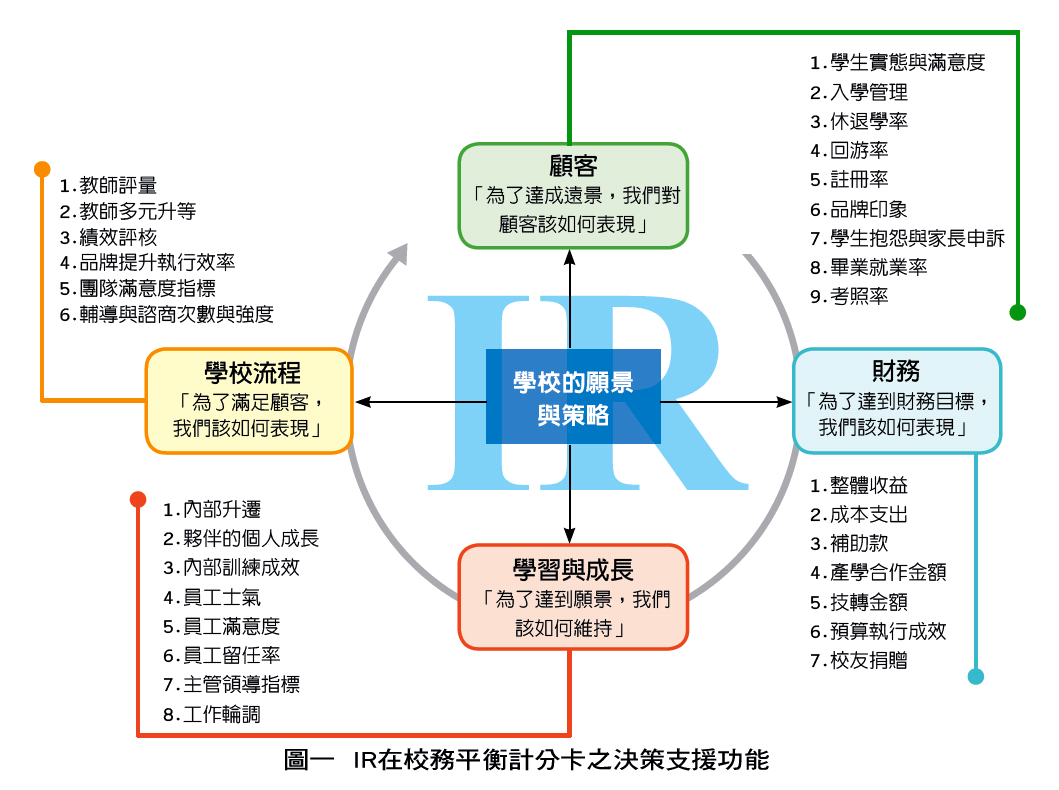 顧客
「為了達成遠景，我們對
顧客該如何表現」
1.學生實態與滿意度
2.入學管理
3.休退學率
4.回游率
5.註冊率
6.品牌印象
7.學生抱怨與家長申訴
8.畢業就業率
9.考照率
1.教師評量
2.教師多元升等
3.績效評核
4.品牌提升執行效率
5.團隊滿意度指標
6.輔導與諮商次數與強度
學校流程
「為了滿足顧客，
我們該如何表現」
IR
學校的願景
與策略
財務
「為了達到財務目標，
我們該如何表現」
1.整體收益
2.成本支出
3.補助款
4.產學合作金額
5.技轉金額
6.預算執行成效
7.校友捐贈
1.內部升遷
2.夥伴的個人成長
3.內部訓練成效
4.員工士氣
5.員工滿意度
6.員工留任率
7.主管領導指標
8.工作輪調
學習與成長
「為了達到願景，我們
該如何維持」
圖一 IR在校務平衡計分卡之決策支援功能